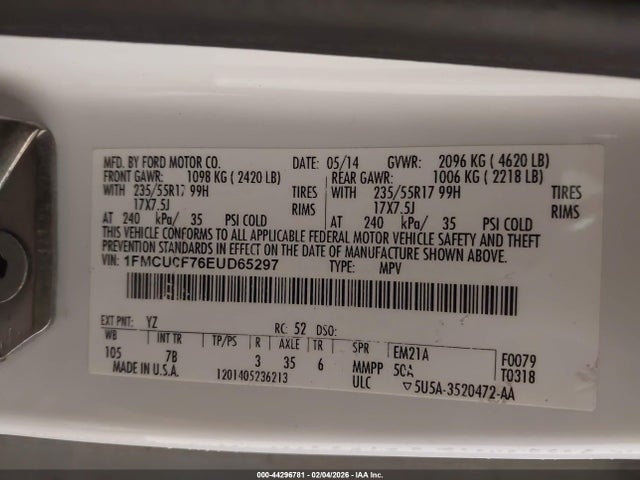 MFD. BY FORD MOTOR CO. DATE: 05/14 GVWR: 2096 KG ( 4620 LB)
FRONT GAWR: 1098 KG ( 2420 LB) REAR GAWR: 1006 KG ( 2218 LB)
WITH 235/55R17 99H TIRES WITH 235/55R17 99H TIRES
17X7.5J RIMS 17X7.5J RIMS
AT 240 kPa/ 35 PSI COLD AT 240 kPa/ 35 PSI COLD
THIS VEHICLE CONFORMS TO ALL APPLICABLE FEDERAL MOTOR VEHICLE SAFETY AND THEFT
PREVENTION STANDARDS IN EFFECT ON THE DATE OF MANUFACTURE SHOWN ABOVE.
VIN: 1FMCU0F76EUD65297 TYPE: MPV
EXT PNT: YZ RC: 52 DSO:
WB INT TR TP/PS R AXLE TR SPR EM21A F0079
105 7B 3 35 6 MMPP 50A T0318
MADE IN U.S.A. 1201405236213 ULC ▽5U5A-3520472-AA
000-44296781 - 02/04/2026 - IAA Inc.